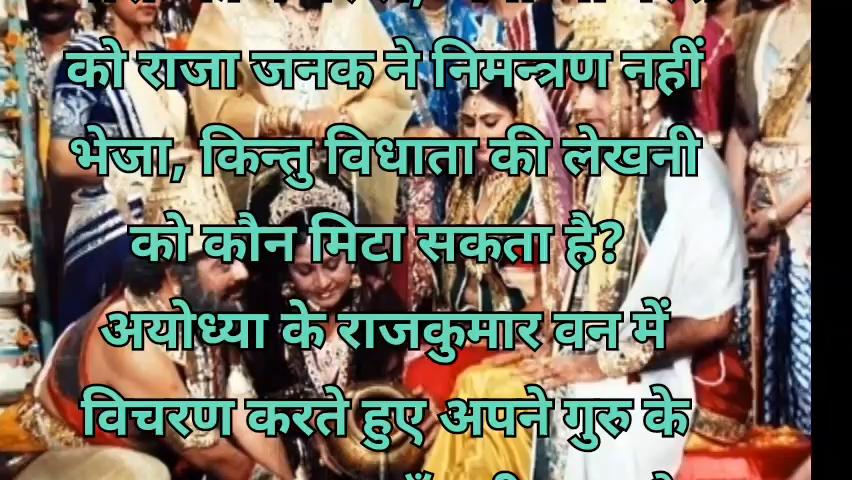 को राजा जनक ने निमन्त्रण नहीं
भेजा, किन्तु विधाता की लेखनी
को कौन मिटा सकता है?
अयोध्या के राजकुमार वन में
विचरण करते हुए अपने गुरु के